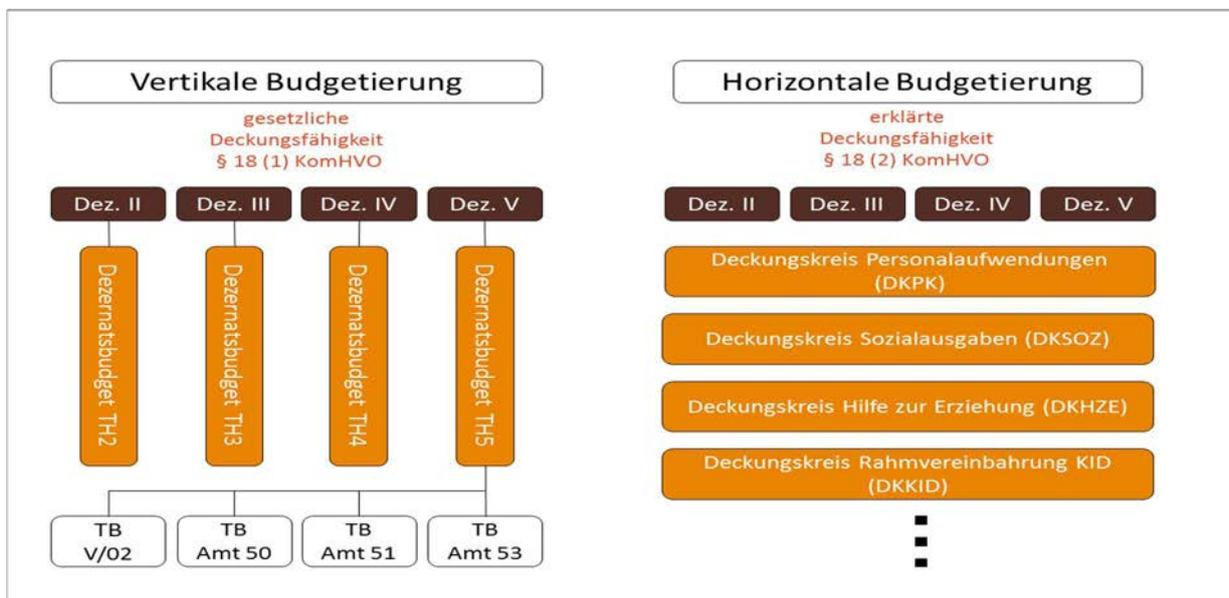 Vertikale Budgetierung
gesetzliche
Deckungsfähigkeit
§ 18 (1) KomHVO
Dez. II
Dez. III
Dez. IV
Dez. V
Dezernatsbudget TH2
Dezernatsbudget TH3
Dezernatsbudget TH4
Dezernatsbudget TH5
TB
V/02
TB
Amt 50
TB
Amt 51
TB
Amt 53
Horizontale Budgetierung
erklärte
Deckungsfähigkeit
§ 18 (2) KomHVO
Dez. II
Dez. III
Dez. IV
Dez. V
Deckungskreis Personalaufwendungen
(DKPK)
Deckungskreis Sozialausgaben (DKSOZ)
Deckungskreis Hilfe zur Erziehung (DKHZE)
Deckungskreis Rahmvereinbahrung KID
(DKKID)